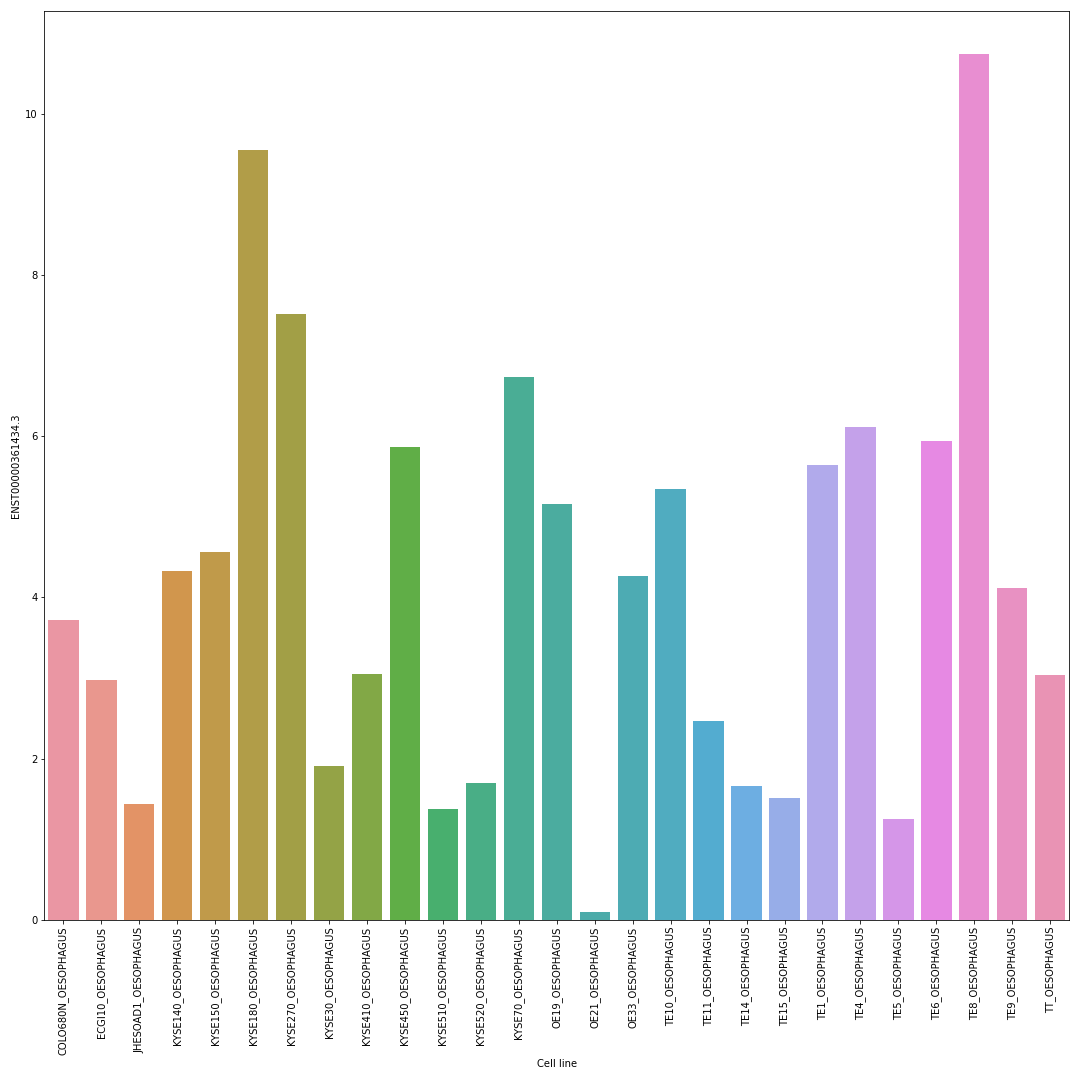 10
8
6
4
2
0
ENST00000361434.3
COLO680N_OESOPHAGUS
ECGI10_OESOPHAGUS
JHESOAD1_OESOPHAGUS
KYSE140_OESOPHAGUS
KYSE150_OESOPHAGUS
KYSE180_OESOPHAGUS
KYSE270_OESOPHAGUS
KYSE30_OESOPHAGUS
KYSE410_OESOPHAGUS
KYSE450_OESOPHAGUS
KYSE510_OESOPHAGUS
KYSE520_OESOPHAGUS
KYSE70_OESOPHAGUS
OE19_OESOPHAGUS
OE21_OESOPHAGUS
OE33_OESOPHAGUS
TE10_OESOPHAGUS
TE11_OESOPHAGUS
TE14_OESOPHAGUS
TE15_OESOPHAGUS
TE1_OESOPHAGUS
TE4_OESOPHAGUS
TE5_OESOPHAGUS
TE6_OESOPHAGUS
TE8_OESOPHAGUS
TE9_OESOPHAGUS
TT_OESOPHAGUS
Cell line